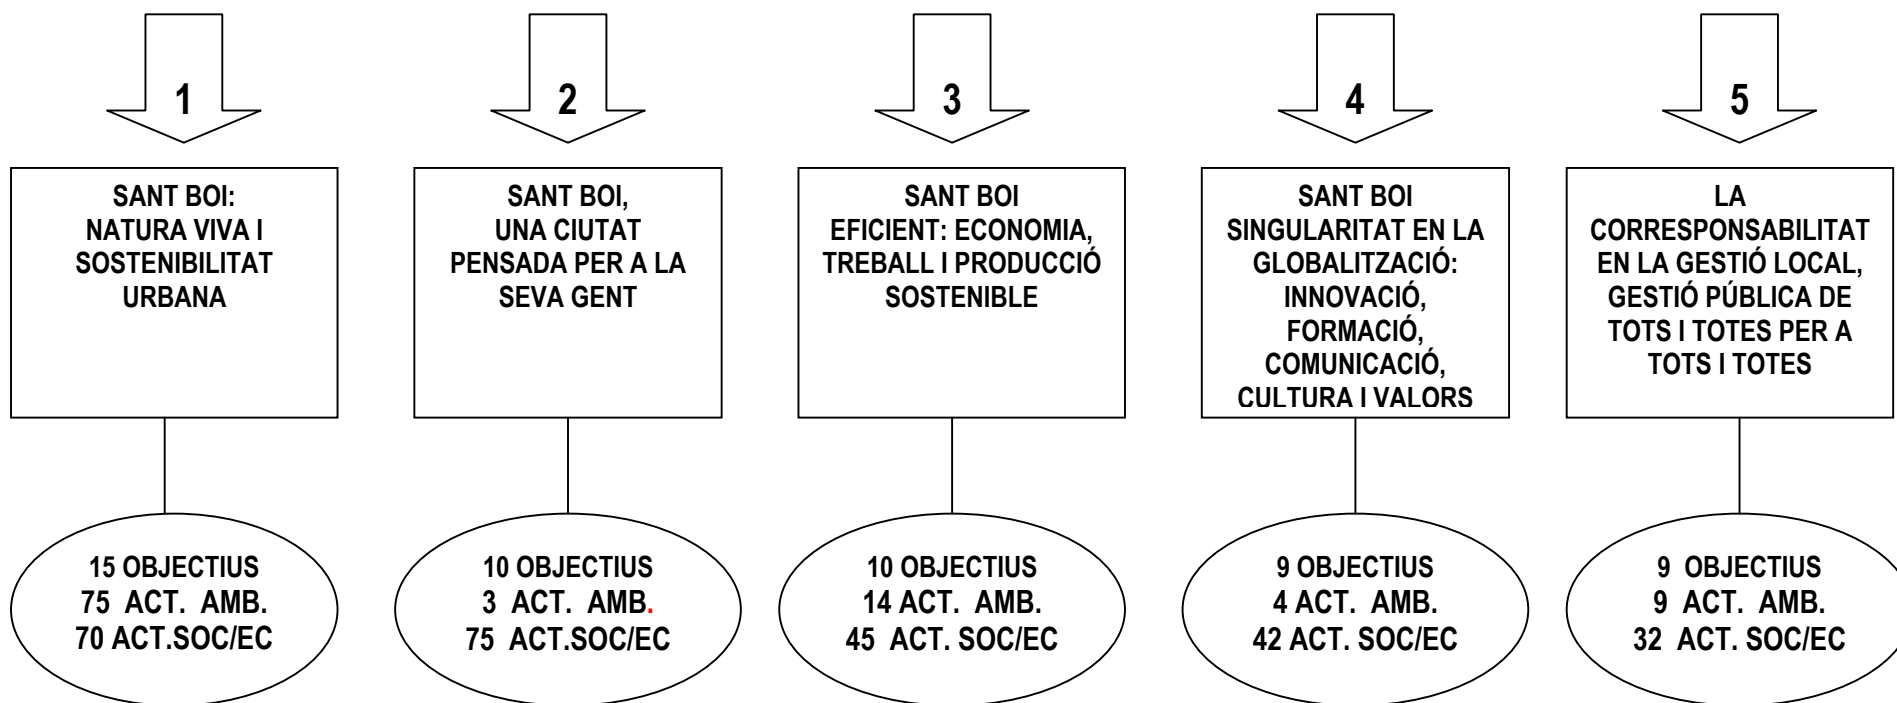 1
SANT BOI:
NATURA VIVA I
SOSTENIBILITAT
URBANA
15 OBJECTIUS
75 ACT. AMB.
70 ACT.SOC/EC
2
SANT BOI,
UNA CIUTAT
PENSADA PER A LA
SEVA GENT
10 OBJECTIUS
3 ACT. AMB.
75 ACT.SOC/EC
3
SANT BOI
EFICIENT: ECONOMIA,
TREBALL I PRODUCCIÓ
SOSTENIBLE
10 OBJECTIUS
14 ACT. AMB.
45 ACT. SOC/EC
4
SANT BOI
SINGULARITAT EN LA
GLOBALITZACIÓ:
INNOVACIÓ,
FORMACIÓ,
COMUNICACIÓ,
CULTURA I VALORS
9 OBJECTIUS
4 ACT. AMB.
42 ACT. SOC/EC
5
LA
CORRESPONSABILITAT
EN LA GESTIÓ LOCAL,
GESTIÓ PÚBLICA DE
TOTS I TOTES PER A
TOTS I TOTES
9 OBJECTIUS
9 ACT. AMB.
32 ACT. SOC/EC